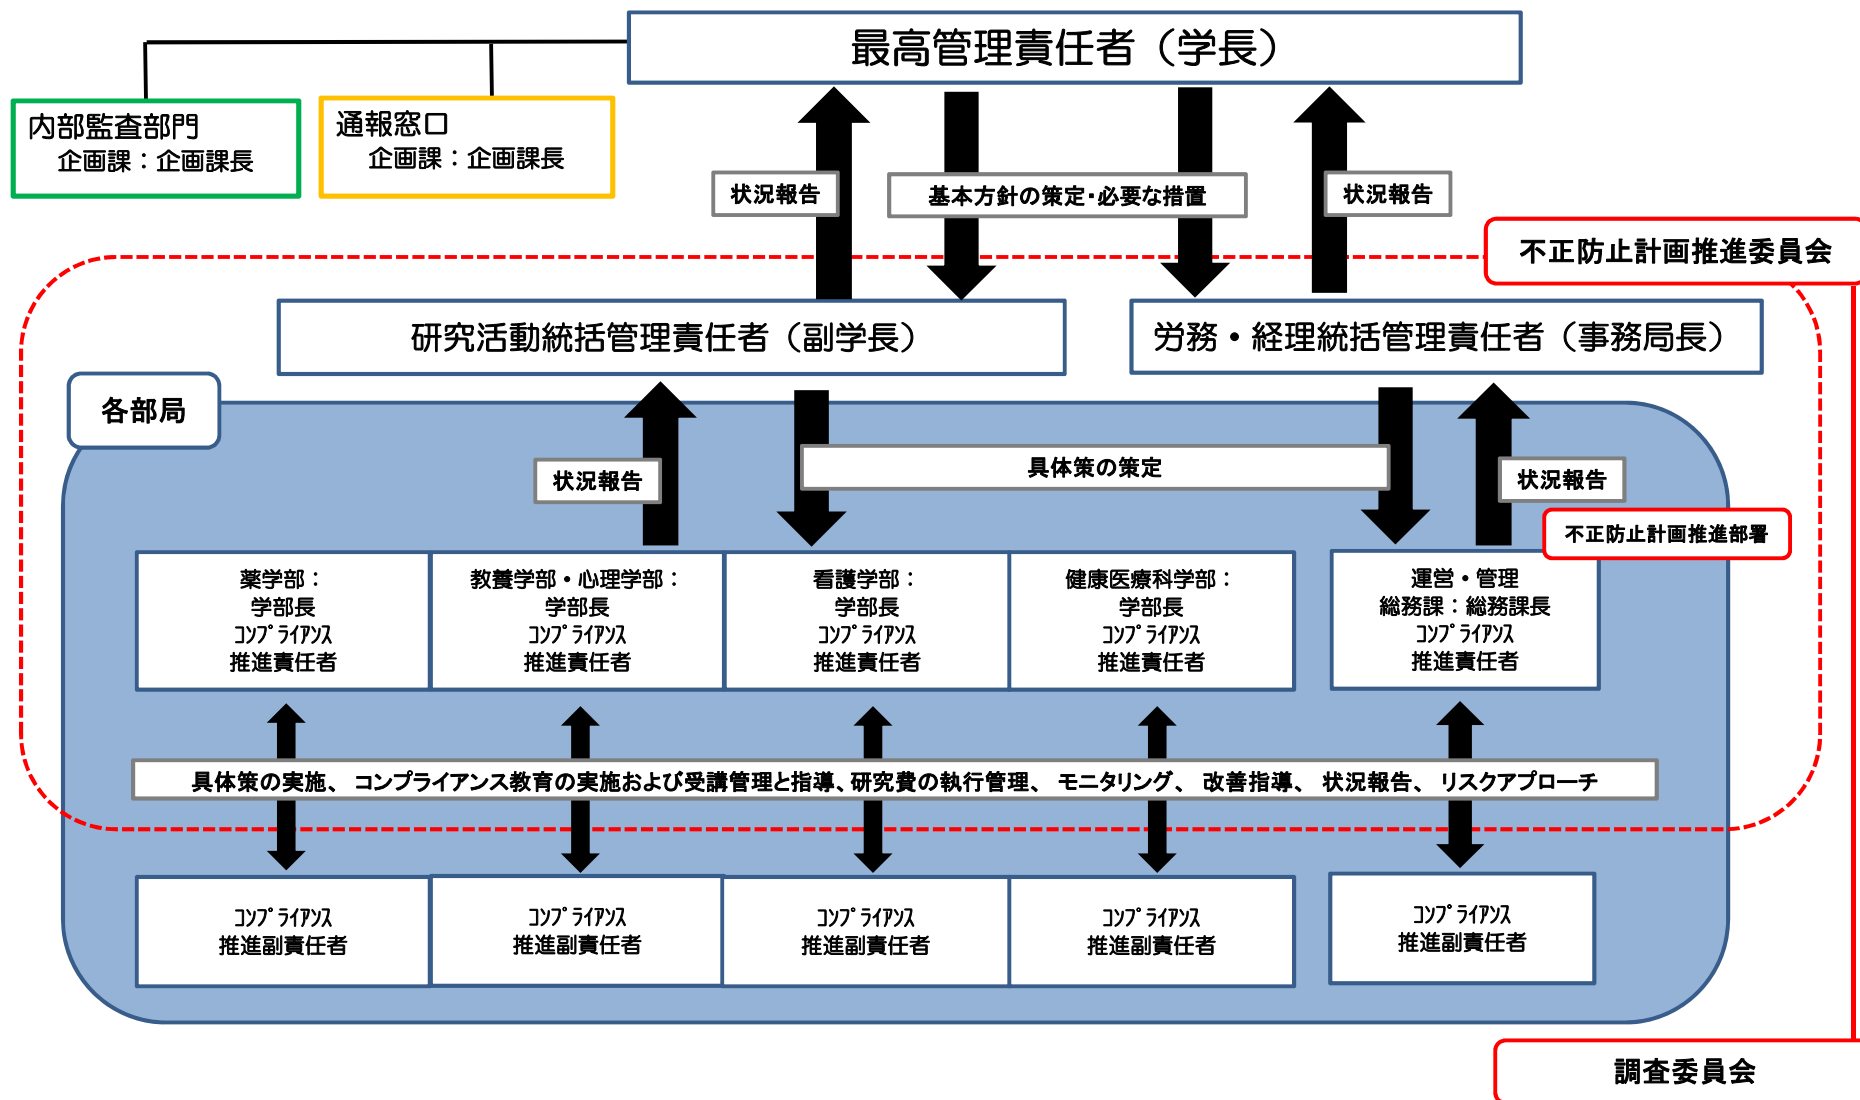 最高管理責任者（学長）
内部監査部門
企画課：企画課長
通報窓口
企画課：企画課長
状況報告
基本方針の策定・必要な措置
状況報告
不正防止計画推進委員会
研究活動統括管理責任者（副学長）
労務・経理統括管理責任者（事務局長）
各部局
状況報告
具体策の策定
状況報告
不正防止計画推進部署
薬学部：
学部長
ｺﾝﾌﾟﾗｲｱﾝｽ
推進責任者
教養学部・心理学部：
学部長
ｺﾝﾌﾟﾗｲｱﾝｽ
推進責任者
看護学部：
学部長
ｺﾝﾌﾟﾗｲｱﾝｽ
推進責任者
健康医療科学部：
学部長
ｺﾝﾌﾟﾗｲｱﾝｽ
推進責任者
運営・管理
総務課：総務課長
ｺﾝﾌﾟﾗｲｱﾝｽ
推進責任者
具体策の実施、コンプライアンス教育の実施および受講管理と指導、研究費の執行管理、モニタリング、改善指導、状況報告、リスクアプローチ
ｺﾝﾌﾟﾗｲｱﾝｽ
推進副責任者
ｺﾝﾌﾟﾗｲｱﾝｽ
推進副責任者
ｺﾝﾌﾟﾗｲｱﾝｽ
推進副責任者
ｺﾝﾌﾟﾗｲｱﾝｽ
推進副責任者
ｺﾝﾌﾟﾗｲｱﾝｽ
推進副責任者
調査委員会